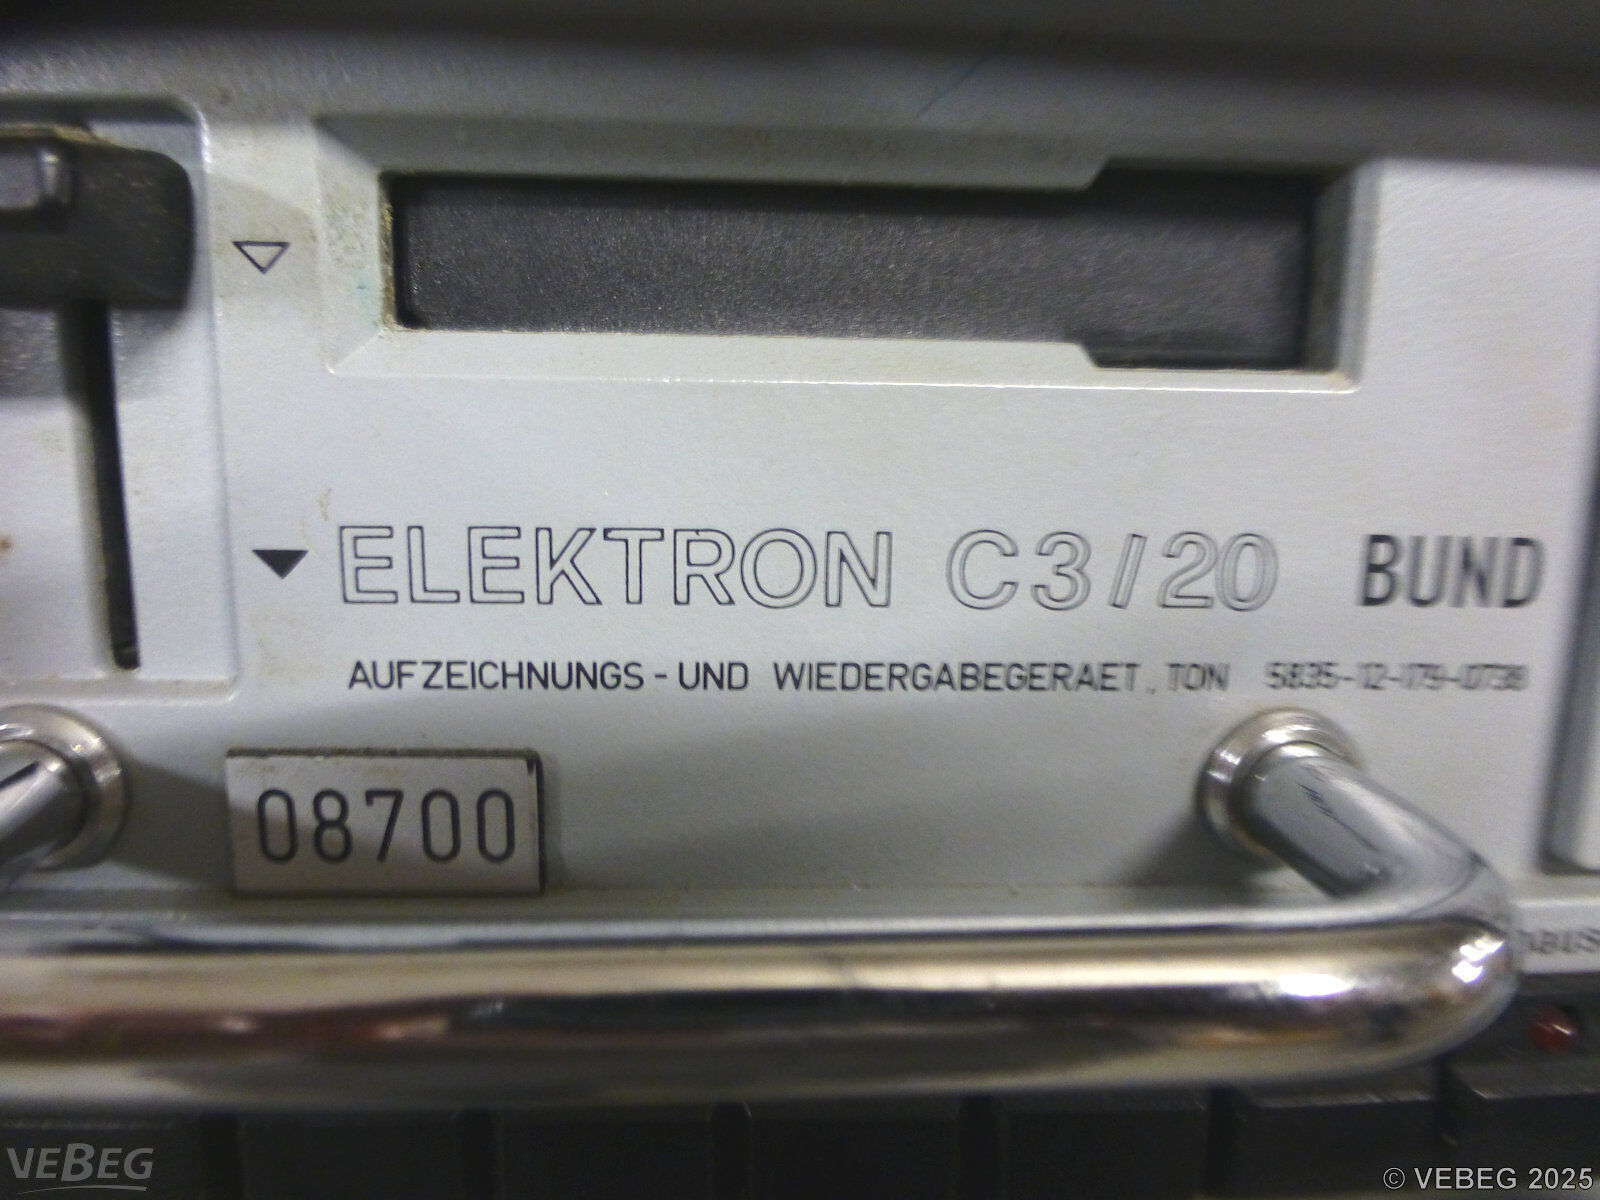 ELEKTRON C3/20 BUND
AUFZEICHNUNGS-UND WIEDERGABEGERAET, TON 5835-12-179-0738
08700
VEBEG
© VEBEG 2025